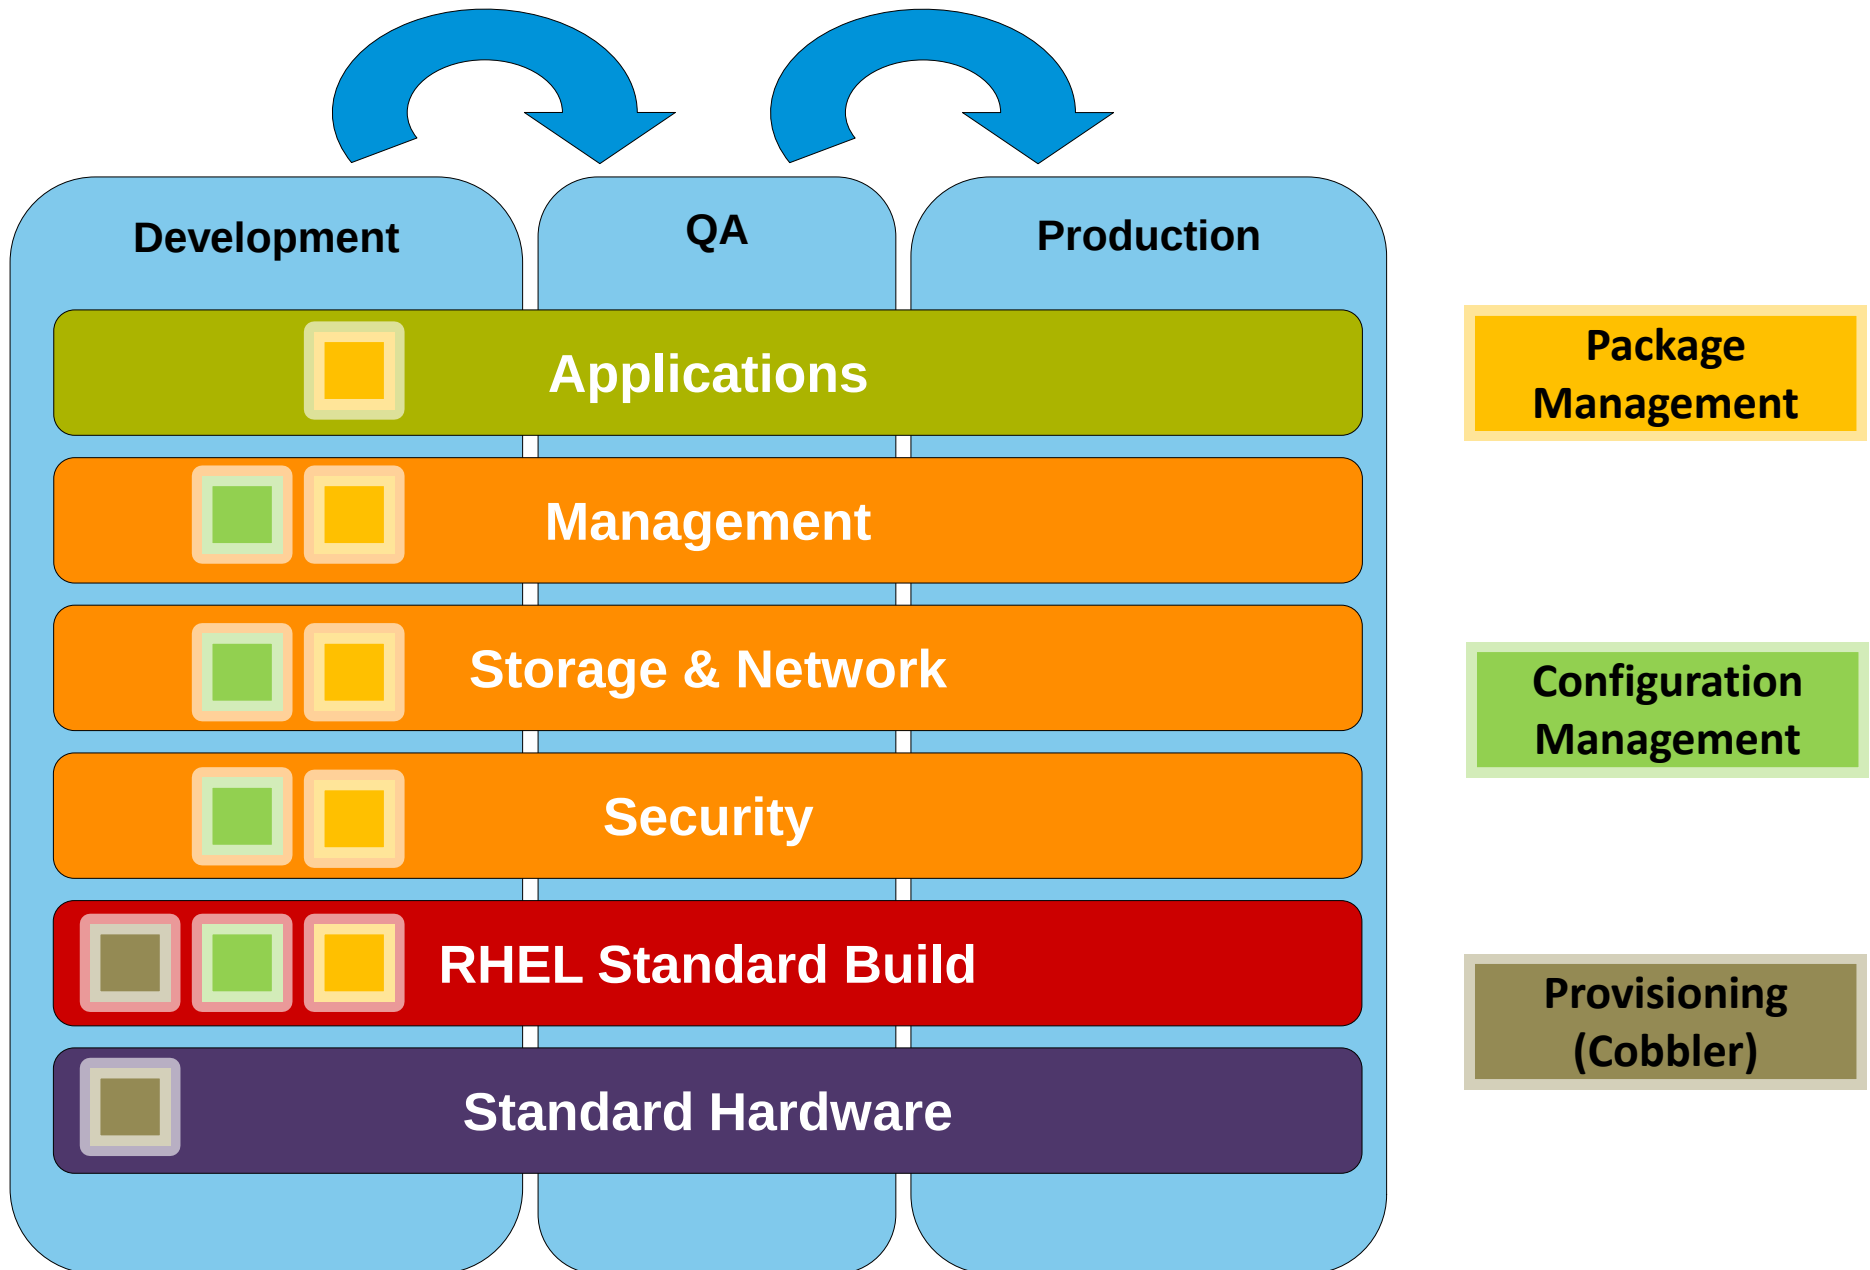 Development
QA
Production
Applications
Management
Storage & Network
Security
RHEL Standard Build
Standard Hardware
Package
Management
Configuration
Management
Provisioning
(Cobbler)